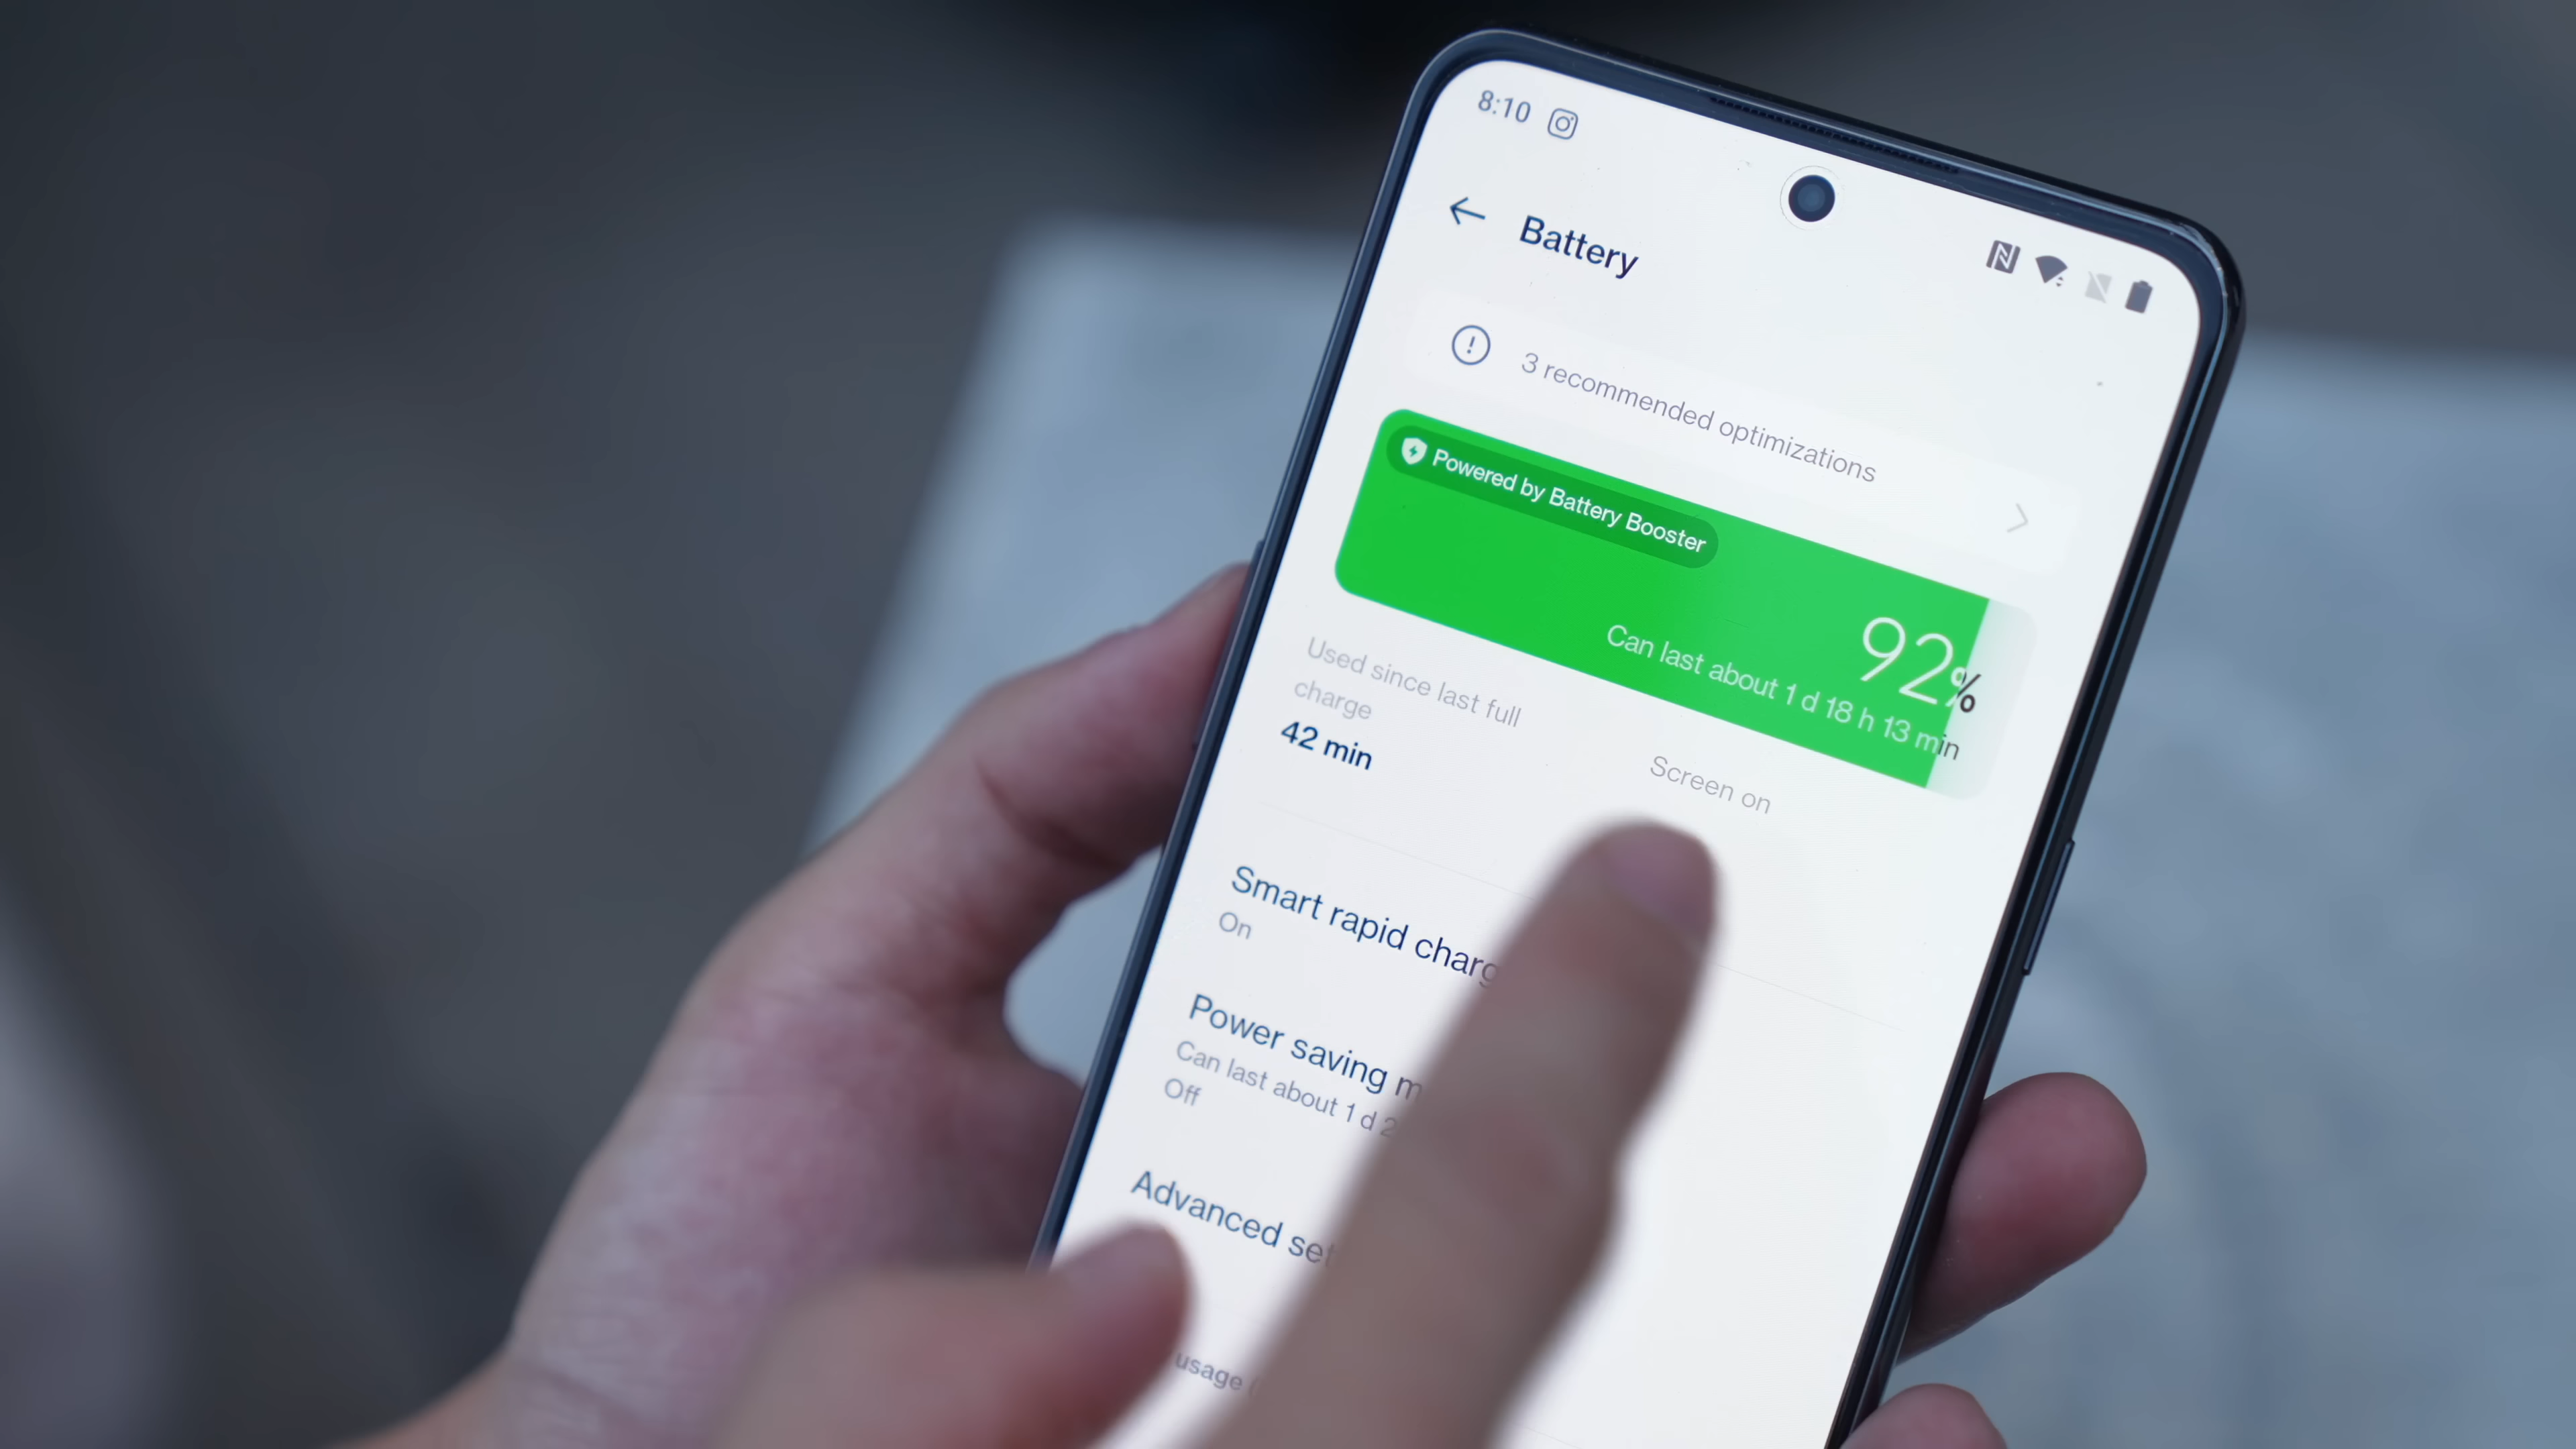 8:10
Battery
3 recommended optimizations
Powered by Battery Booster
92%
Can last about 1 d 18 h 13 min
Used since last full
charge
42 min
Screen on
Smart rapid
On
Power saving
Can last about 1 d
Off
Advanced
usage